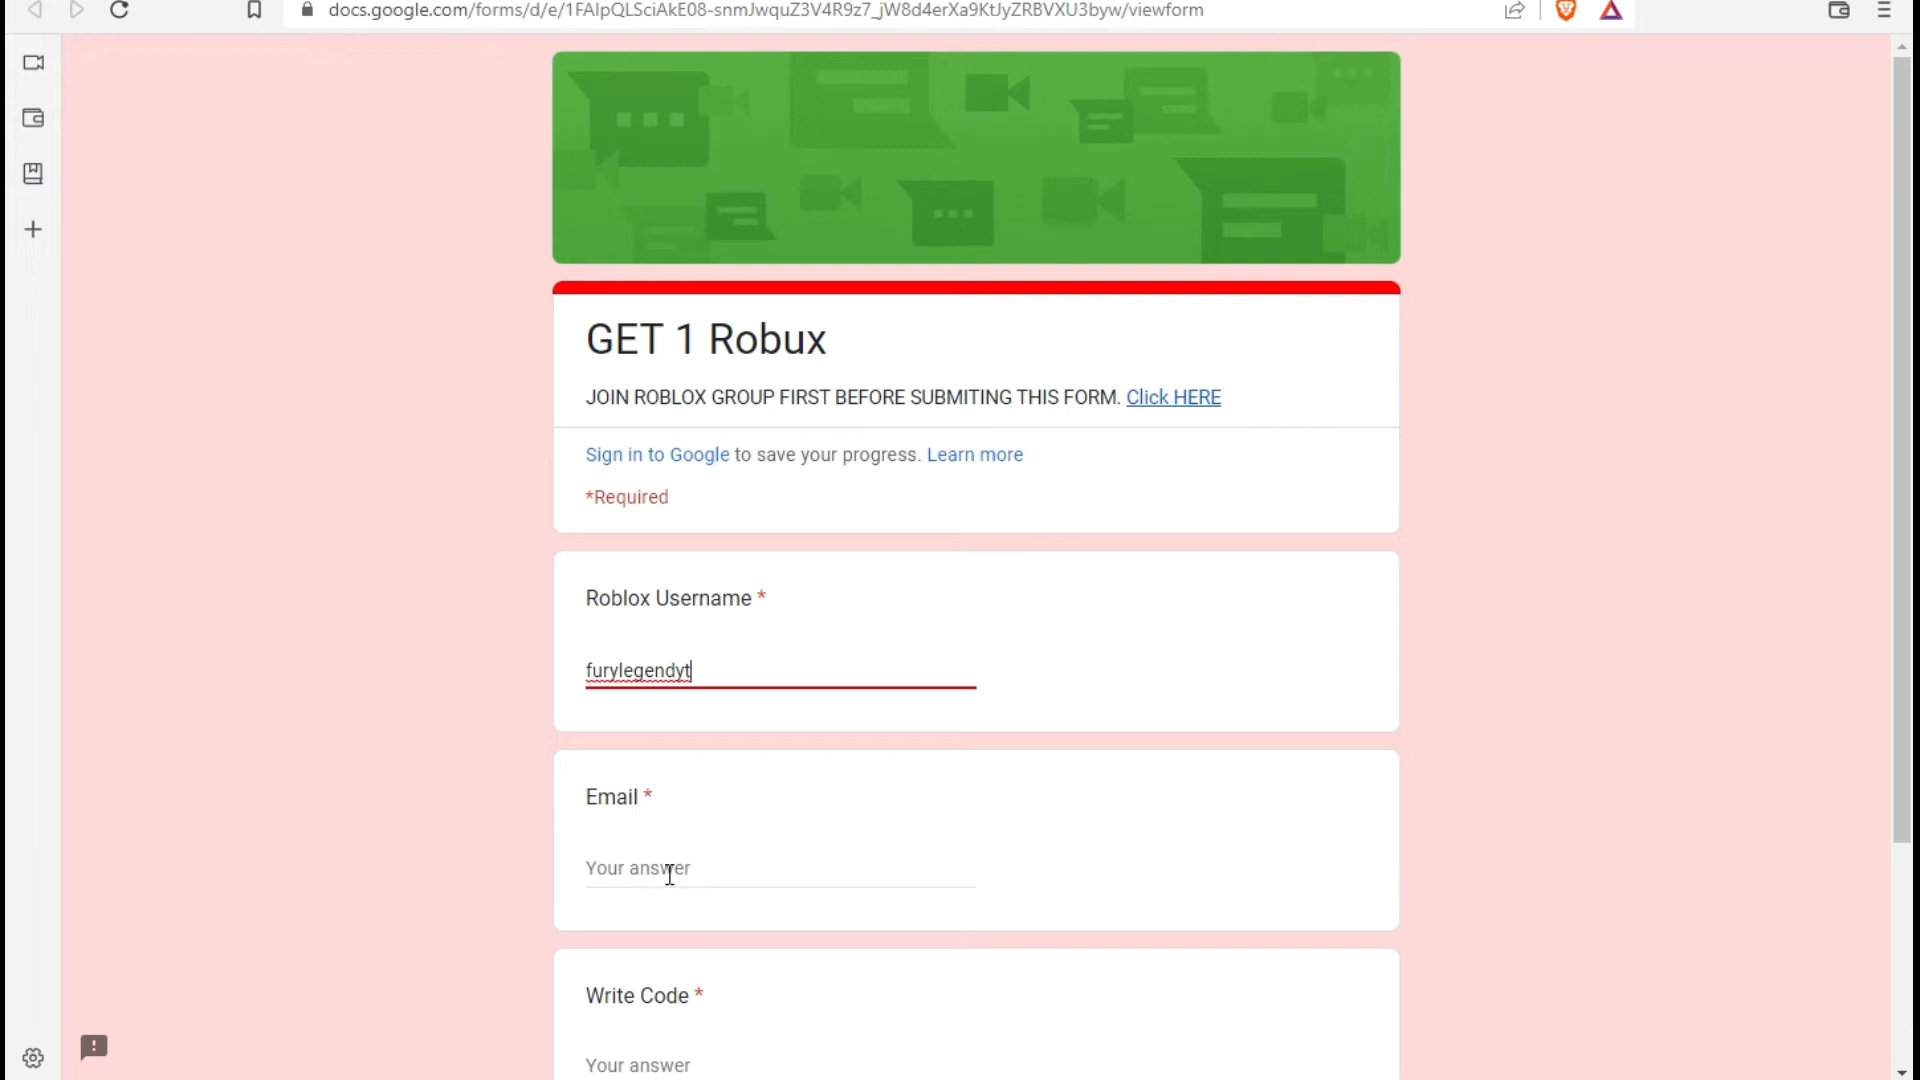 docs.google.com/forms/d/e/1FAIpQLSciAkE08-snmJwquZ3V4R9z7_jW8d4erXa9KtJyZRBVXU3byw/viewform
GET 1 Robux
JOIN ROBLOX GROUP FIRST BEFORE SUBMITING THIS FORM. Click HERE
Sign in to Google to save your progress. Learn more
*Required
Roblox Username *
furylegendyt
Email *
Your answer
Write Code *
Your answer